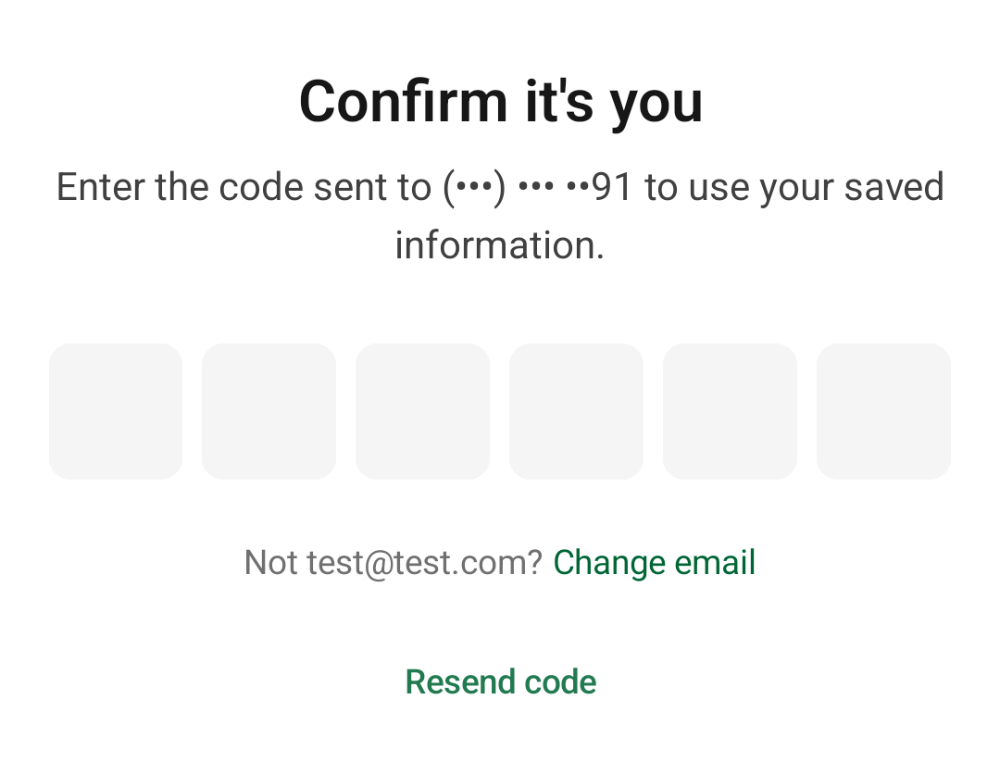 Confirm it's you
Enter the code sent to (•••) ••• ••91 to use your saved
information.
Not test@test.com? Change email
Resend code